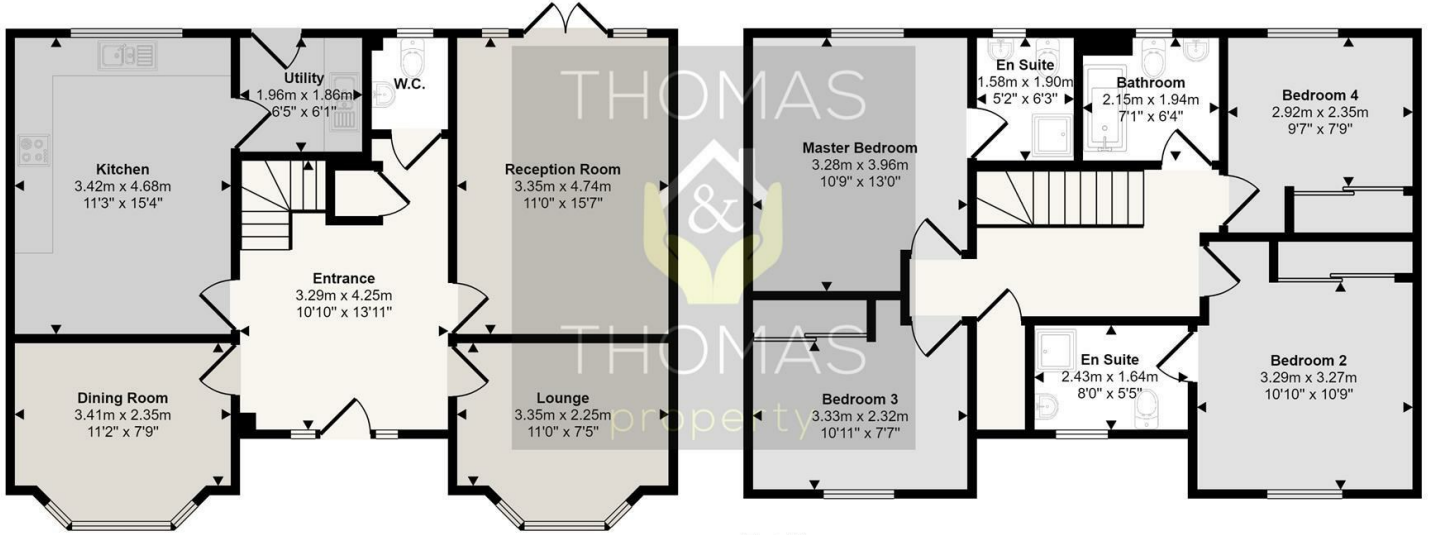 Kitchen
3.42m x 4.68m
11'3" x 15'4"
Utility
1.96m x 1.86m
6'5" x 6'1"
W.C.
Reception Room
3.35m x 4.74m
11'0" x 15'7"
Entrance
3.29m x 4.25m
10'10" x 13'11"
Dining Room
3.41m x 2.35m
11'2" x 7'9"
Lounge
3.35m x 2.25m
11'0" x 7'5"
THOMAS
&
THOMAS
property
Master Bedroom
3.28m x 3.96m
10'9" x 13'0"
En Suite
1.58m x 1.90m
5'2" x 6'3"
Bathroom
2.15m x 1.94m
7'1" x 6'4"
Bedroom 4
2.92m x 2.35m
9'7" x 7'9"
Bedroom 3
3.33m x 2.32m
10'11" x 7'7"
En Suite
2.43m x 1.64m
8'0" x 5'5"
Bedroom 2
3.29m x 3.27m
10'10" x 10'9"